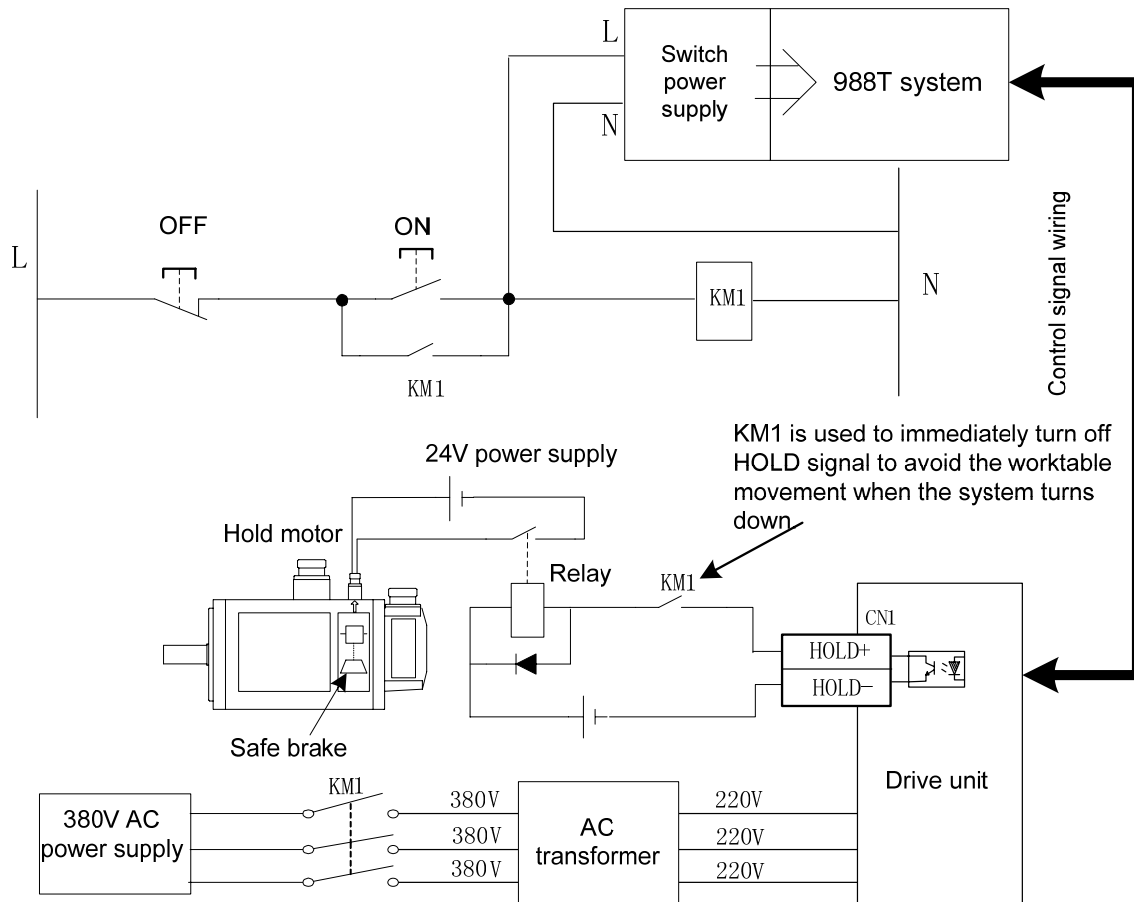 L
Switch
power
supply
988T system
N
OFF
ON
L
KM1
N
KM1
Control signal wiring
KM1 is used to immediately turn off
HOLD signal to avoid the worktable
movement when the system turns
down
24V power supply
Hold motor
Relay
KM1
CN1
HOLD+
HOLD-
Safe brake
Drive unit
KM1
380V AC
power supply
380V
380V
380V
AC
transformer
220V
220V
220V